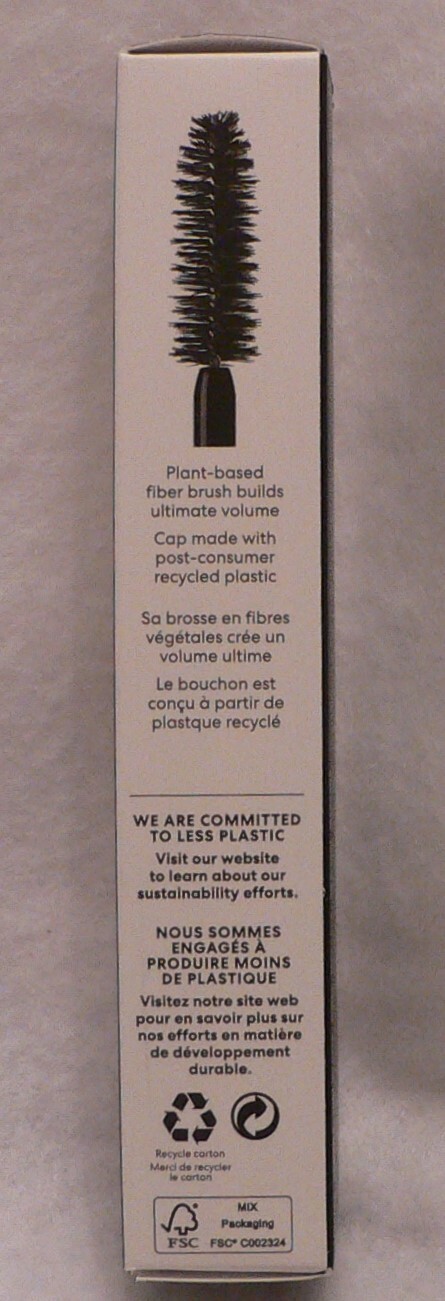 Plant-based
fiber brush builds
ultimate volume
Cap made with
post-consumer
recycled plastic
Sa brosse en fibres
végétales crée un
volume ultime
Le bouchon est
conçu à partir de
plastque recyclé
WE ARE COMMITTED
TO LESS PLASTIC
Visit our website
to learn about our
sustainability efforts.
NOUS SOMMES
ENGAGÉS À
PRODUIRE MOINS
DE PLASTIQUE
Visitez notre site web
pour en savoir plus sur
nos efforts en matière
de développement
durable.
Recycle carton
Merci de recycler
le carton
MIX
Packaging
FSC
FSC® C002324